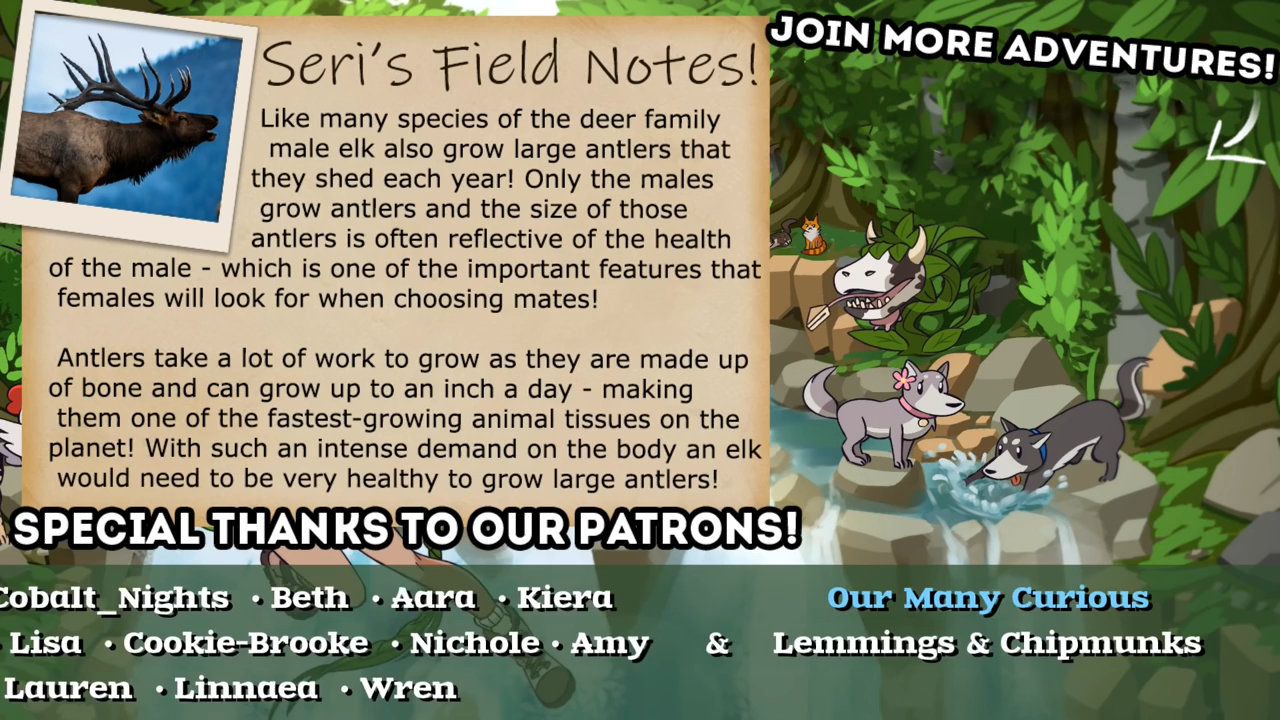 Seri's Field Notes!
JOIN MORE ADVENTURES!
Like many species of the deer family
male elk also grow large antlers that
they shed each year! Only the males
grow antlers and the size of those
antlers is often reflective of the health
of the male - which is one of the important features that
females will look for when choosing mates!
Antlers take a lot of work to grow as they are made up
of bone and can grow up to an inch a day - making
them one of the fastest-growing animal tissues on the
planet! With such an intense demand on the body an elk
would need to be very healthy to grow large antlers!
SPECIAL THANKS TO OUR PATRONS!
Cobalt_Nights · Beth · Aara · Kiera
· Lisa · Cookie-Brooke · Nichole · Amy
Lauren · Linnaea · Wren
Our Many Curious
& Lemmings & Chipmunks